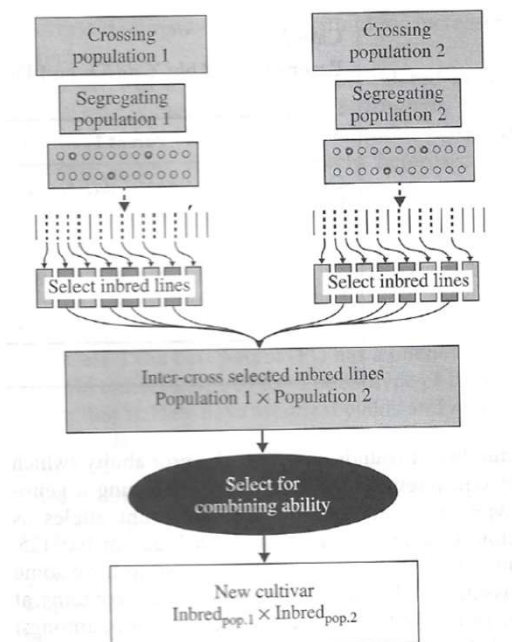 Crossing
population 1
Crossing
population 2
Segregating
population 1
Segregating
population 2
Select inbred lines
Select inbred lines
Inter-cross selected inbred lines
Population 1 × Population 2
Select for
combining ability
New cultivar
Inbredpop.1 × Inbredpop.2